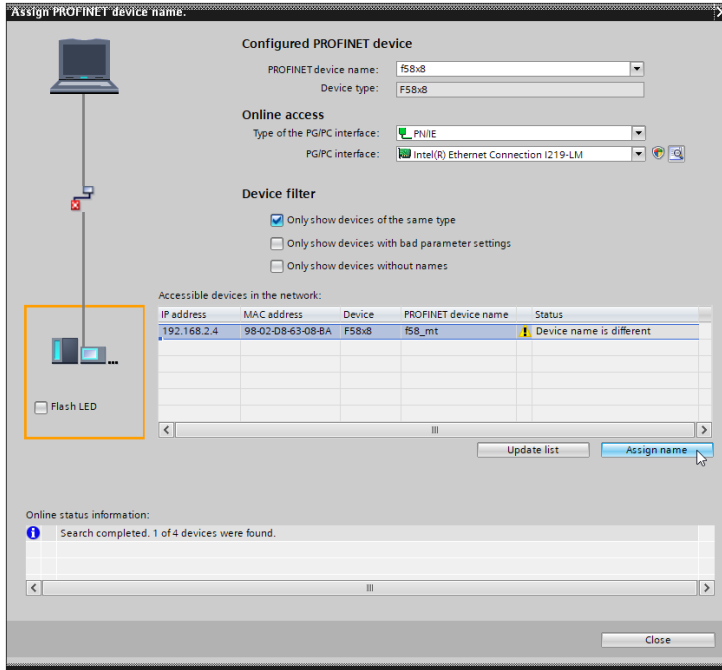 Assign PROFINET device name.
Configured PROFINET device
PROFINET device name: f58x8
Device type: F58x8
Online access
Type of the PG/PC interface: PN/IE
PG/PC interface: Intel(R) Ethernet Connection I219-LM
Device filter
Only show devices of the same type
Only show devices with bad parameter settings
Only show devices without names
Accessible devices in the network:
IP address MAC address Device PROFINET device name Status
192.168.2.4 98-02-D8-63-08-BA F58x8 f58_mt Device name is different
Flash LED
Update list Assign name
Online status information:
Search completed. 1 of 4 devices were found.
Close